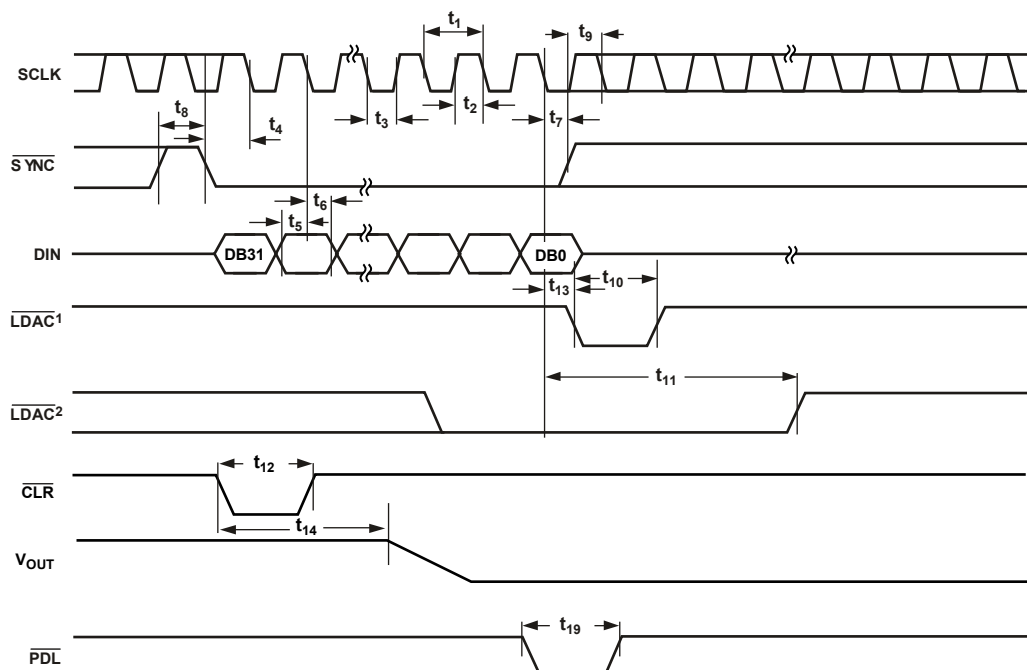 t1
t9
SCLK
t8
t4
t3
t2
t7
SYNC
t6
t5
DIN
DB31
DB0
t10
t13
LDAC1
t11
LDAC2
t12
CLR
t14
VOUT
t19
PDL